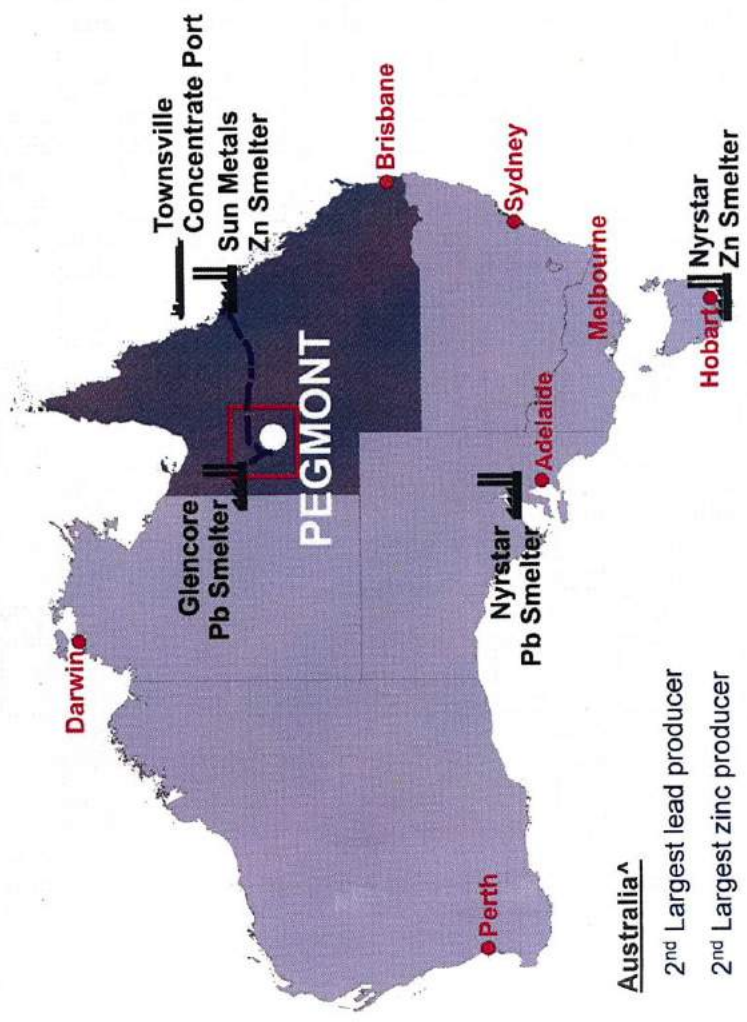 Darwin
Townsville
Concentrate Port
Sun Metals
Zn Smelter
Glencore
Pb Smelter
PEGMONT
Brisbane
Perth
Nyrstar
Pb Smelter
Adelaide
Sydney
Melbourne
Hobart
Nyrstar
Zn Smelter
Australia^
2nd Largest lead producer
2nd Largest zinc producer